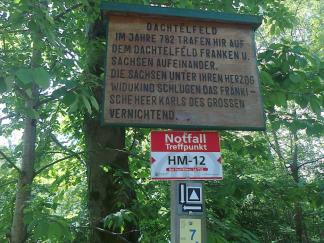 DACHTELFELD
IM JAHRE 782 TRAFEN HIER AUF
DEM DACHTELFELD FRANKEN U.
SACHSEN AUFEINANDER.
DIE SACHSEN UNTER IHREN HERZOG
WIDUKIND SCHLUGEN DAS FRÄNKI-
SCHE HEER KARLS DES GROSSEN
VERNICHTEND.
Notfall
Treffpunkt
HM-12
7